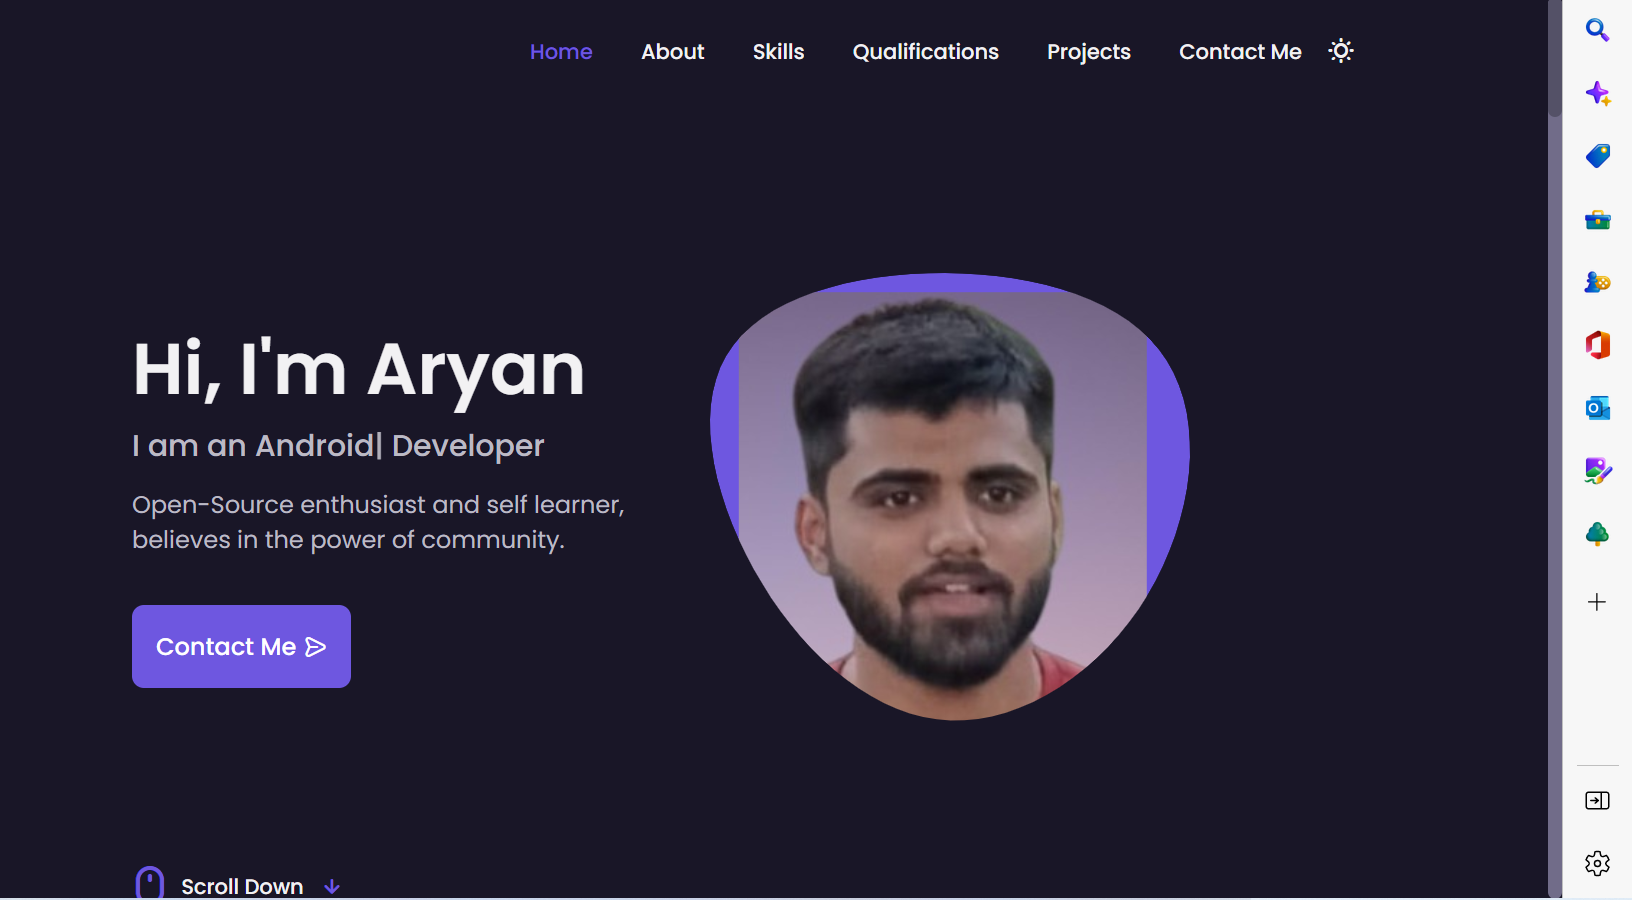 Home About Skills Qualifications Projects Contact Me
Hi, I'm Aryan
I am an Android| Developer
Open-Source enthusiast and self learner,
believes in the power of community.
Contact Me
Scroll Down